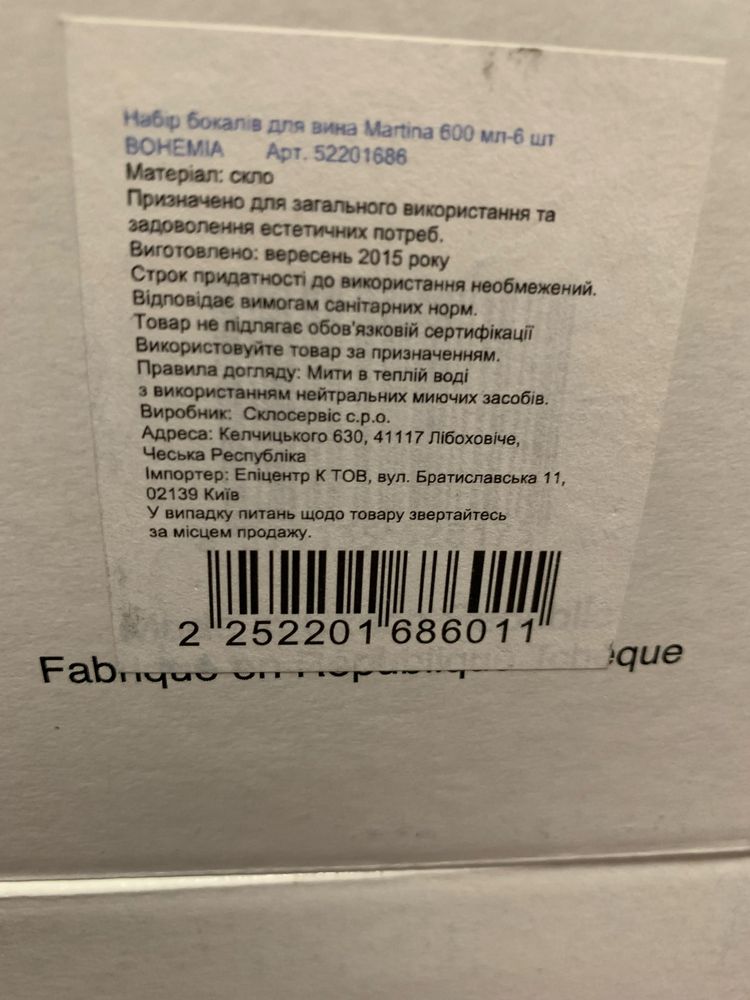 Набір бокалів для вина Martina 600 мл-6 шт
BOHEMIA Арт. 52201686
Матеріал: скло
Призначено для загального використання та
задоволення естетичних потреб.
Виготовлено: вересень 2015 року
Строк придатності до використання необмежений.
Відповідає вимогам санітарних норм.
Товар не підлягає обов'язковій сертифікації
Використовуйте товар за призначенням.
Правила догляду: Мити в теплій воді
з використанням нейтральних миючих засобів.
Виробник: Склосервіс с.р.о.
Адреса: Келчицького 630, 41117 Лібоховіче,
Чеська Республіка
Імпортер: Епіцентр К ТОВ, вул. Братиславська 11,
02139 Київ
У випадку питань щодо товару звертайтесь
за місцем продажу.
2 252201 686011
Fabrique en République Tchèque